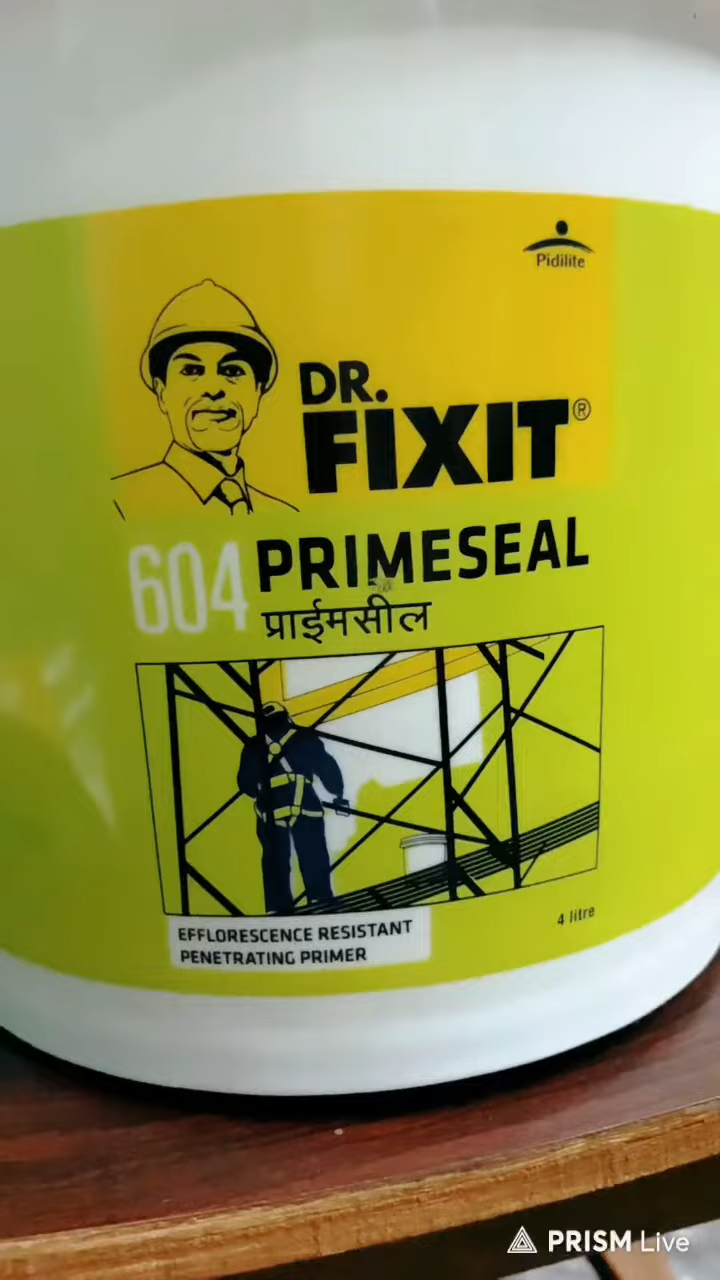 Pidilite
DR.
FIXIT®
604 PRIMESEAL
प्राईमसील
EFFLORESCENCE RESISTANT
PENETRATING PRIMER
4 litre
PRISM Live